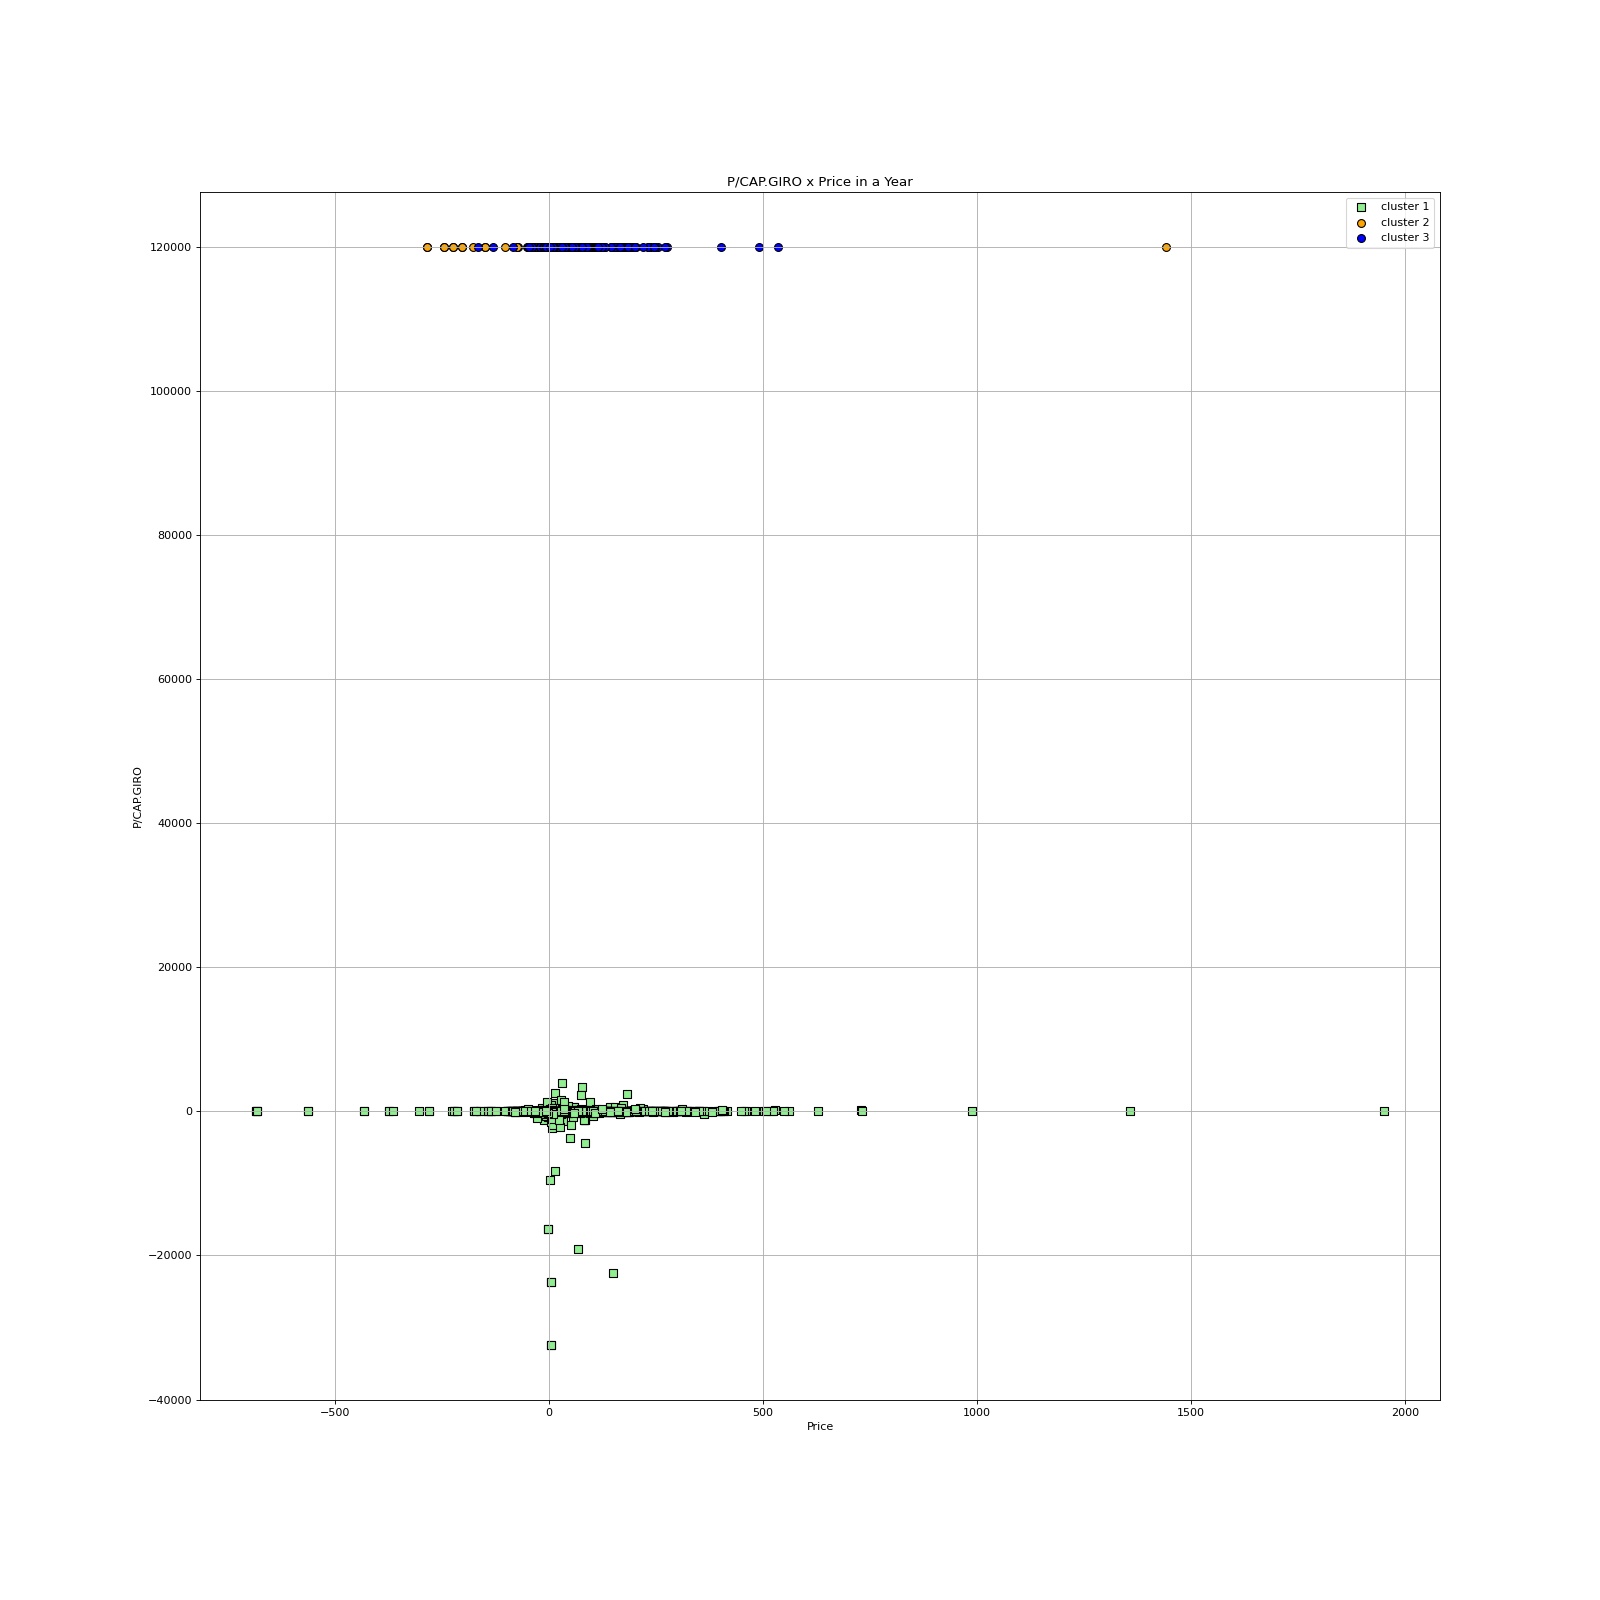 P/CAP.GIRO x Price in a Year
cluster 1
cluster 2
cluster 3
120000
100000
80000
60000
40000
20000
0
−20000
−40000
P/CAP.GIRO
−500
0
500
1000
1500
2000
Price